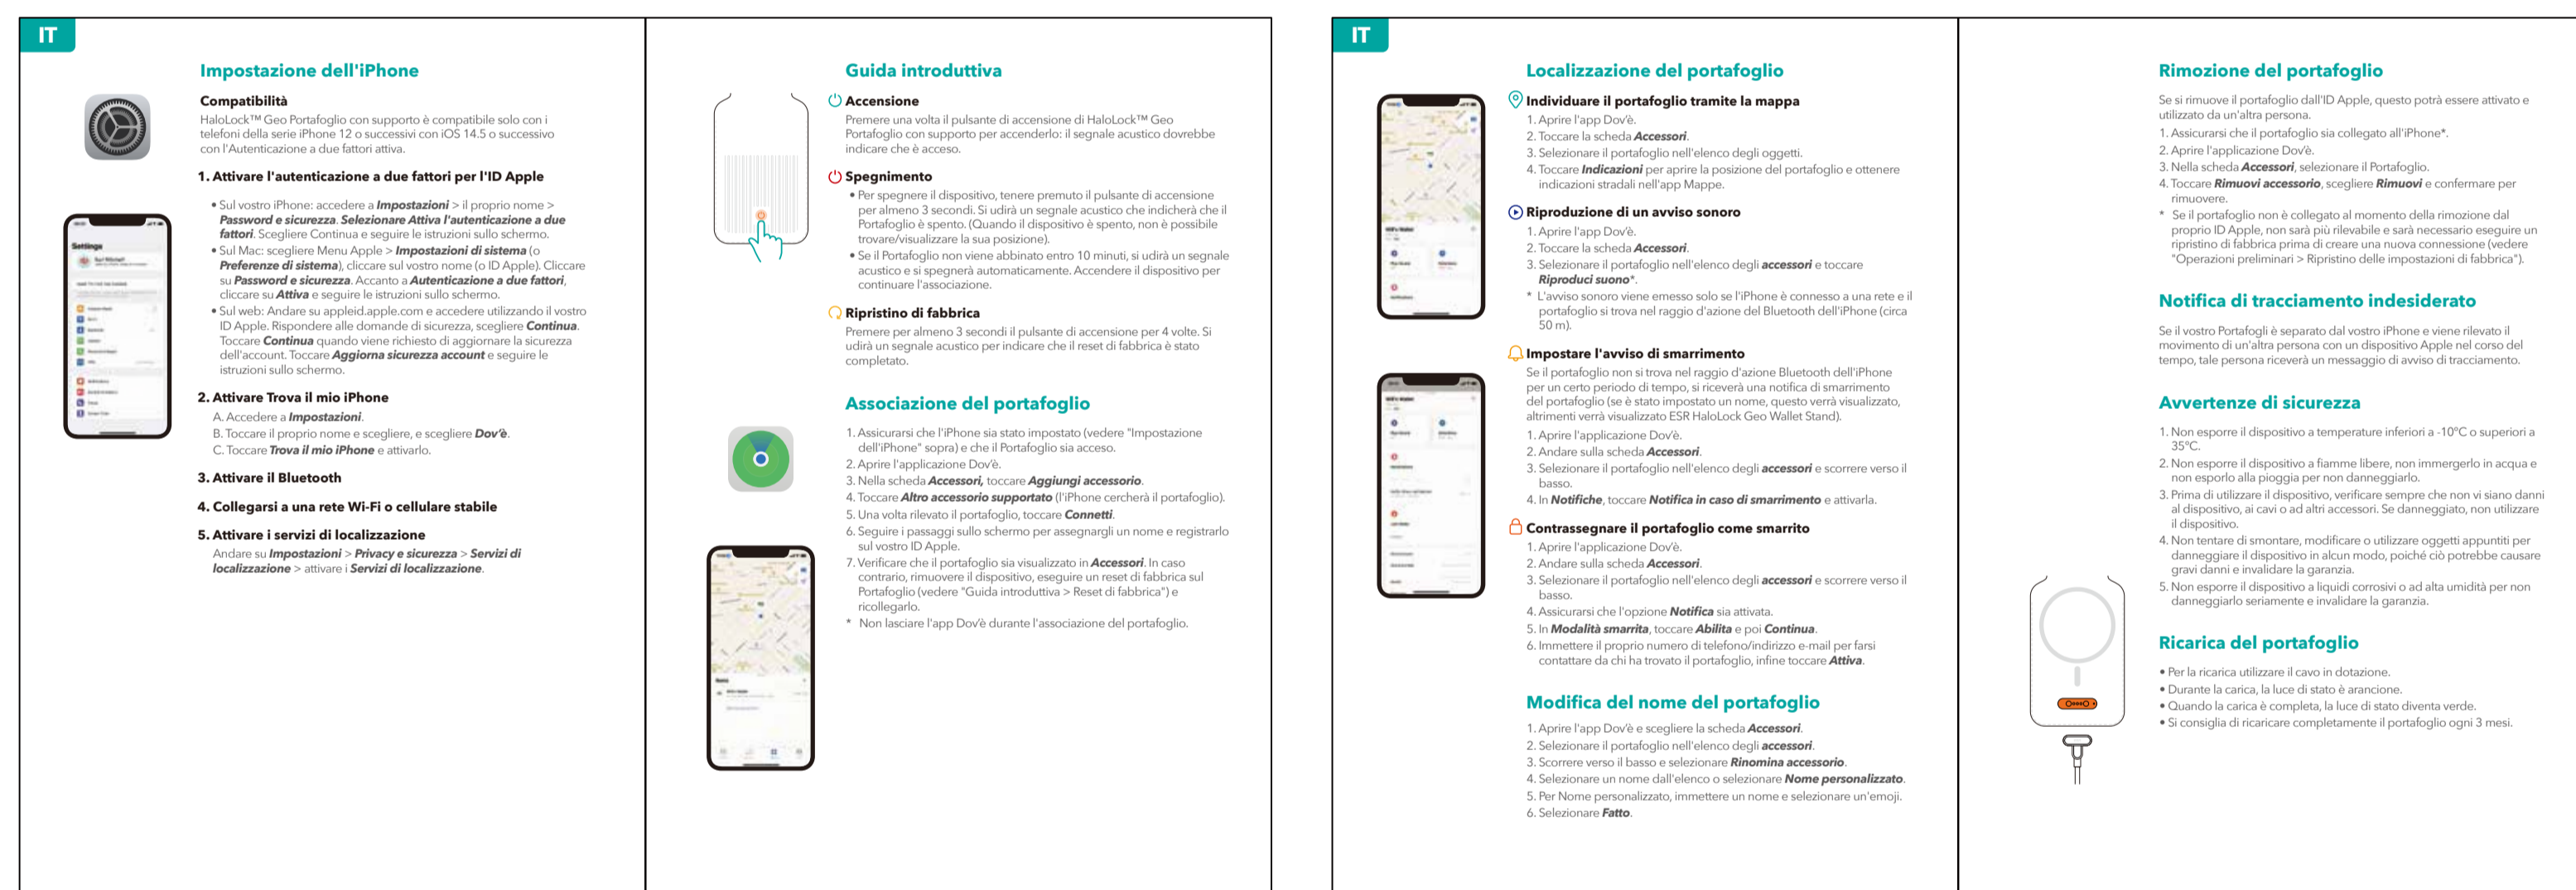 IT
Impostazione dell'iPhone
Compatibilità
HaloLock™ Geo Portafoglio con supporto è compatibile solo con i
telefoni della serie iPhone 12 o successivi con iOS 14.5 o successivo
con l'Autenticazione a due fattori attiva.
1. Attivare l'autenticazione a due fattori per l'ID Apple
• Sul vostro iPhone: accedere a Impostazioni > il proprio nome >
Password e sicurezza. Selezionare Attiva l'autenticazione a due
fattori. Scegliere Continua e seguire le istruzioni sullo schermo.
• Sul Mac: scegliere Menu Apple > Impostazioni di sistema (o
Preferenze di sistema), cliccare sul vostro nome (o ID Apple). Cliccare
su Password e sicurezza. Accanto a Autenticazione a due fattori,
cliccare su Attiva e seguire le istruzioni sullo schermo.
• Sul web: Andare su appleid.apple.com e accedere utilizzando il vostro
ID Apple. Rispondere alle domande di sicurezza, scegliere Continua.
Toccare Continua quando viene richiesto di aggiornare la sicurezza
dell'account. Toccare Aggiorna sicurezza account e seguire le
istruzioni sullo schermo.
2. Attivare Trova il mio iPhone
A. Accedere a Impostazioni.
B. Toccare il proprio nome e scegliere, e scegliere Dov'è.
C. Toccare Trova il mio iPhone e attivarlo.
3. Attivare il Bluetooth
4. Collegarsi a una rete Wi-Fi o cellulare stabile
5. Attivare i servizi di localizzazione
Andare su Impostazioni > Privacy e sicurezza > Servizi di
localizzazione > attivare i Servizi di localizzazione.
Settings
Guida introduttiva
Accensione
Premere una volta il pulsante di accensione di HaloLock™ Geo
Portafoglio con supporto per accenderlo: il segnale acustico dovrebbe
indicare che è acceso.
Spegnimento
• Per spegnere il dispositivo, tenere premuto il pulsante di accensione
per almeno 3 secondi. Si udirà un segnale acustico che indicherà che il
Portafoglio è spento. (Quando il dispositivo è spento, non è possibile
trovare/visualizzare la sua posizione).
• Se il Portafoglio non viene abbinato entro 10 minuti, si udirà un segnale
acustico e si spegnerà automaticamente. Accendere il dispositivo per
continuare l'associazione.
Ripristino di fabbrica
Premere per almeno 3 secondi il pulsante di accensione per 4 volte. Si
udirà un segnale acustico per indicare che il reset di fabbrica è stato
completato.
Associazione del portafoglio
1. Assicurarsi che l'iPhone sia stato impostato (vedere "Impostazione
dell'iPhone" sopra) e che il Portafoglio sia acceso.
2. Aprire l'applicazione Dov'è.
3. Nella scheda Accessori, toccare Aggiungi accessorio.
4. Toccare Altro accessorio supportato (l'iPhone cercherà il portafoglio).
5. Una volta rilevato il portafoglio, toccare Connetti.
6. Seguire i passaggi sullo schermo per assegnargli un nome e registrarlo
sul vostro ID Apple.
7. Verificare che il portafoglio sia visualizzato in Accessori. In caso
contrario, rimuovere il dispositivo, eseguire un reset di fabbrica sul
Portafoglio (vedere "Guida introduttiva > Reset di fabbrica") e
ricollegarlo.
* Non lasciare l'app Dov'è durante l'associazione del portafoglio.
IT
Localizzazione del portafoglio
Individuare il portafoglio tramite la mappa
1. Aprire l'app Dov'è.
2. Toccare la scheda Accessori.
3. Selezionare il portafoglio nell'elenco degli oggetti.
4. Toccare Indicazioni per aprire la posizione del portafoglio e ottenere
indicazioni stradali nell'app Mappe.
Riproduzione di un avviso sonoro
1. Aprire l'app Dov'è.
2. Toccare la scheda Accessori.
3. Selezionare il portafoglio nell'elenco degli accessori e toccare
Riproduci suono*.
* L'avviso sonoro viene emesso solo se l'iPhone è connesso a una rete e il
portafoglio si trova nel raggio d'azione del Bluetooth dell'iPhone (circa
50 m).
Impostare l'avviso di smarrimento
Se il portafoglio non si trova nel raggio d'azione Bluetooth dell'iPhone
per un certo periodo di tempo, si riceverà una notifica di smarrimento
del portafoglio (se è stato impostato un nome, questo verrà visualizzato,
altrimenti verrà visualizzato ESR HaloLock Geo Wallet Stand).
1. Aprire l'applicazione Dov'è.
2. Andare sulla scheda Accessori.
3. Selezionare il portafoglio nell'elenco degli accessori e scorrere verso il
basso.
4. In Notifiche, toccare Notifica in caso di smarrimento e attivarla.
Contrassegnare il portafoglio come smarrito
1. Aprire l'applicazione Dov'è.
2. Andare sulla scheda Accessori.
3. Selezionare il portafoglio nell'elenco degli accessori e scorrere verso il
basso.
4. Assicurarsi che l'opzione Notifica sia attivata.
5. In Modalità smarrita, toccare Abilita e poi Continua.
6. Immettere il proprio numero di telefono/indirizzo e-mail per farsi
contattare da chi ha trovato il portafoglio, infine toccare Attiva.
Modifica del nome del portafoglio
1. Aprire l'app Dov'è e scegliere la scheda Accessori.
2. Selezionare il portafoglio nell'elenco degli accessori.
3. Scorrere verso il basso e selezionare Rinomina accessorio.
4. Selezionare un nome dall'elenco o selezionare Nome personalizzato.
5. Per Nome personalizzato, immettere un nome e selezionare un'emoji.
6. Selezionare Fatto.
Rimozione del portafoglio
Se si rimuove il portafoglio dall'ID Apple, questo potrà essere attivato e
utilizzato da un'altra persona.
1. Assicurarsi che il portafoglio sia collegato all'iPhone*.
2. Aprire l'applicazione Dov'è.
3. Nella scheda Accessori, selezionare il Portafoglio.
4. Toccare Rimuovi accessorio, scegliere Rimuovi e confermare per
rimuovere.
* Se il portafoglio non è collegato al momento della rimozione dal
proprio ID Apple, non sarà più rilevabile e sarà necessario eseguire un
ripristino di fabbrica prima di creare una nuova connessione (vedere
"Operazioni preliminari > Ripristino delle impostazioni di fabbrica").
Notifica di tracciamento indesiderato
Se il vostro Portafogli è separato dal vostro iPhone e viene rilevato il
movimento di un'altra persona con un dispositivo Apple nel corso del
tempo, tale persona riceverà un messaggio di avviso di tracciamento.
Avvertenze di sicurezza
1. Non esporre il dispositivo a temperature inferiori a -10°C o superiori a
35°C.
2. Non esporre il dispositivo a fiamme libere, non immergerlo in acqua e
non esporlo alla pioggia per non danneggiarlo.
3. Prima di utilizzare il dispositivo, verificare sempre che non vi siano danni
al dispositivo, ai cavi o ad altri accessori. Se danneggiato, non utilizzare
il dispositivo.
4. Non tentare di smontare, modificare o utilizzare oggetti appuntiti per
danneggiare il dispositivo in alcun modo, poiché ciò potrebbe causare
gravi danni e invalidare la garanzia.
5. Non esporre il dispositivo a liquidi corrosivi o ad alta umidità per non
danneggiarlo seriamente e invalidare la garanzia.
Ricarica del portafoglio
• Per la ricarica utilizzare il cavo in dotazione.
• Durante la carica, la luce di stato è arancione.
• Quando la carica è completa, la luce di stato diventa verde.
• Si consiglia di ricaricare completamente il portafoglio ogni 3 mesi.